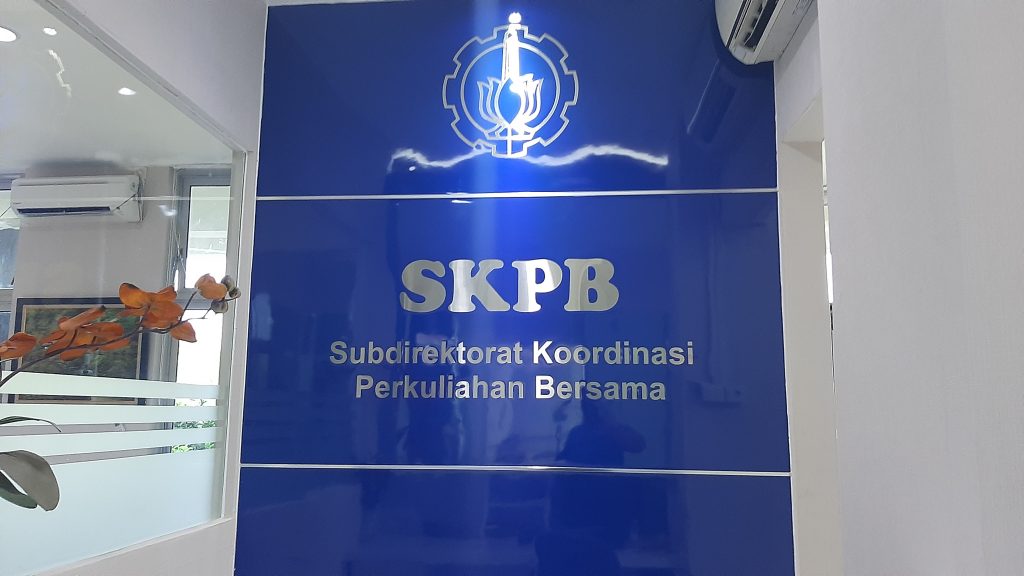 SKPB
Subdirektorat Koordinasi
Perkuliahan Bersama